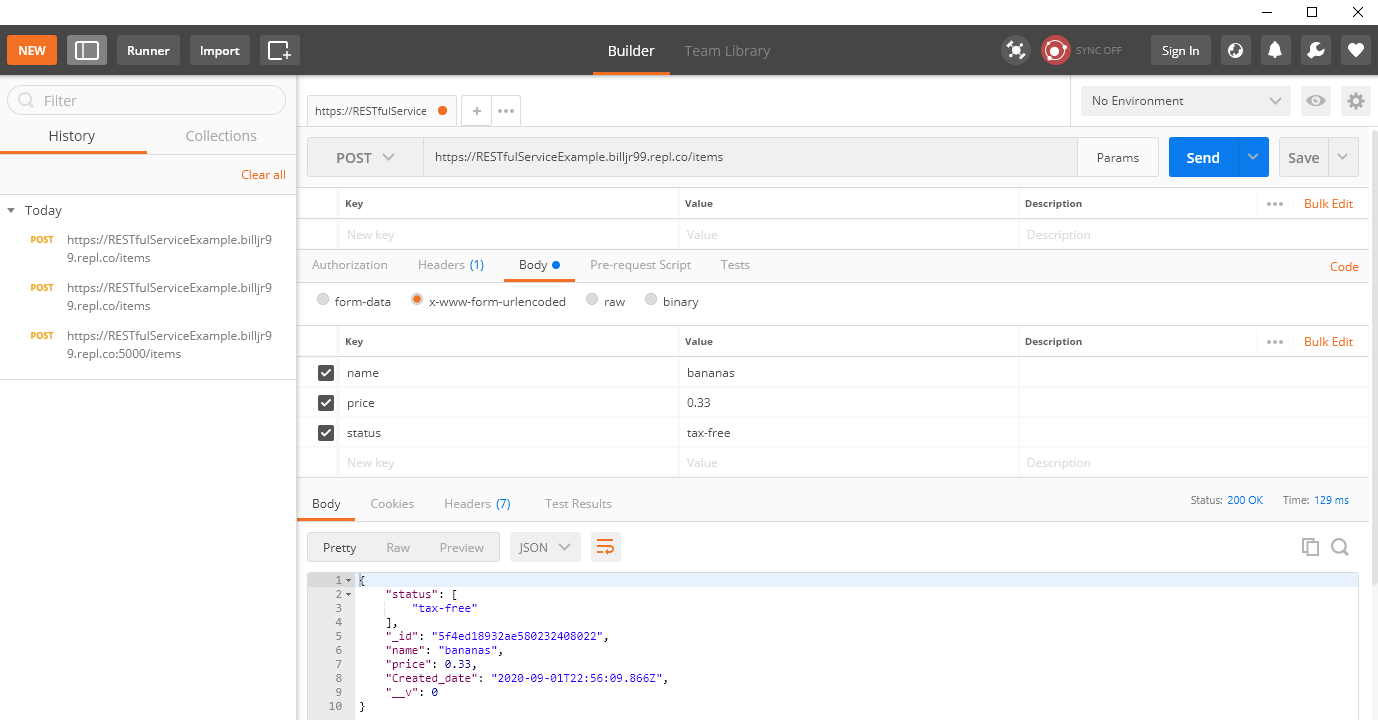 NEW Runner Import Builder Team Library SYNC OFF Sign In
Filter
History Collections
Clear all
Today
POST https://RESTfulServiceExample.billjr9
9.repl.co/items
POST https://RESTfulServiceExample.billjr9
9.repl.co/items
POST https://RESTfulServiceExample.billjr9
9.repl.co:5000/items
https://RESTfulService + ••• No Environment
POST https://RESTfulServiceExample.billjr99.repl.co/items Params Send Save
Key Value Description ••• Bulk Edit
New key Value Description
Authorization Headers (1) Body Pre-request Script Tests Code
form-data x-www-form-urlencoded raw binary
Key Value Description ••• Bulk Edit
name bananas
price 0.33
status tax-free
New key Value Description
Body Cookies Headers (7) Test Results Status: 200 OK Time: 129 ms
Pretty Raw Preview JSON
1 {
2 "status": [
3 "tax-free"
4 ],
5 "_id": "5f4ed18932ae580232408022",
6 "name": "bananas",
7 "price": 0.33,
8 "Created_date": "2020-09-01T22:56:09.866Z",
9 "__v": 0
10 }